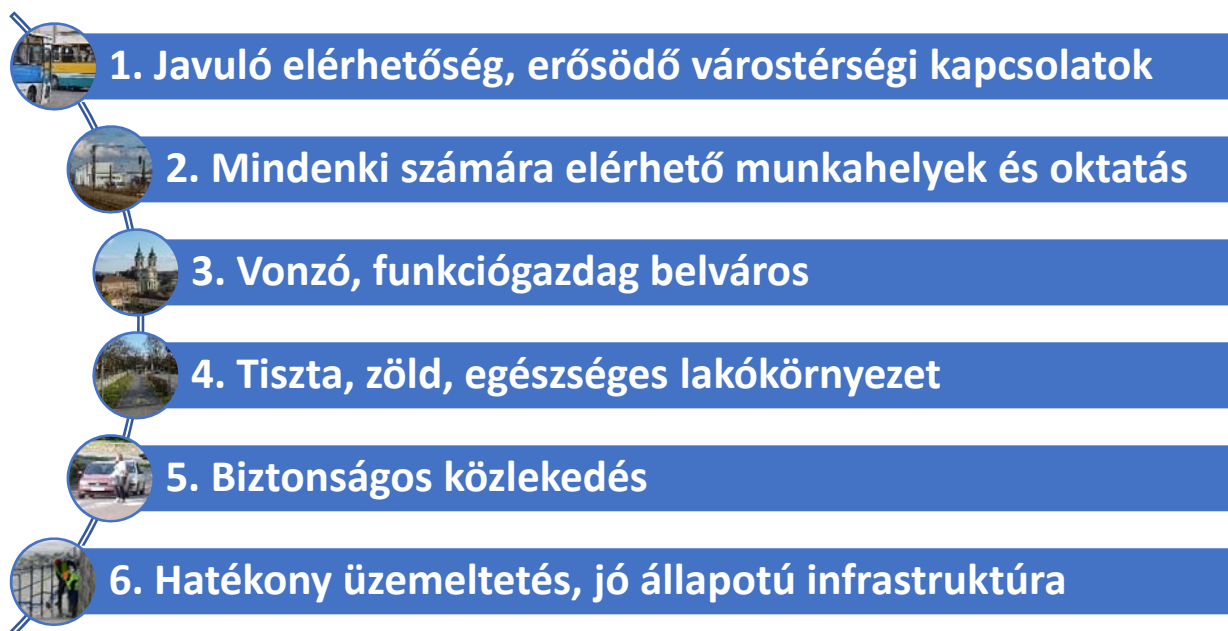 1. Javuló elérhetőség, erősödő várostérségi kapcsolatok
2. Mindenki számára elérhető munkahelyek és oktatás
3. Vonzó, funkciógazdag belváros
4. Tiszta, zöld, egészséges lakókörnyezet
5. Biztonságos közlekedés
6. Hatékony üzemeltetés, jó állapotú infrastruktúra